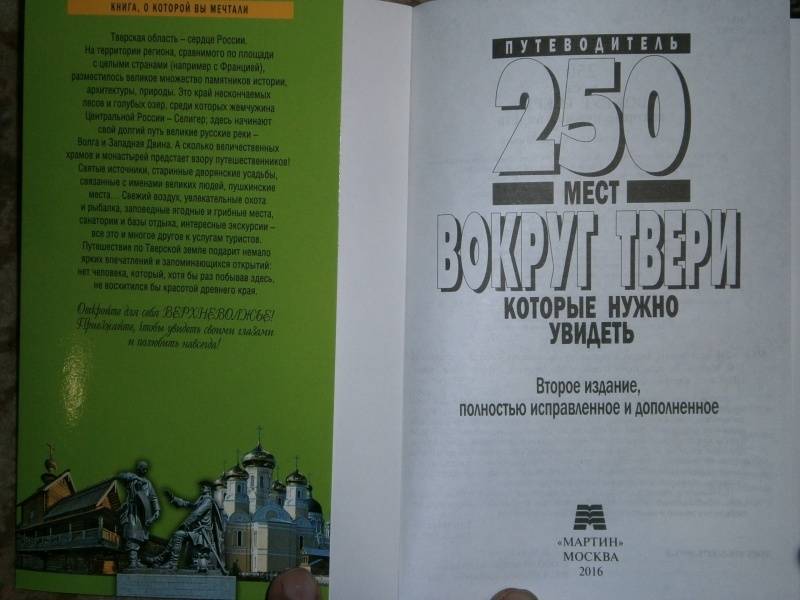 КНИГА, О КОТОРОЙ ВЫ МЕЧТАЛИ
Тверская область – сердце России.
На территории региона, сравнимого по площади
с целыми странами (например с Францией),
разместилось великое множество памятников истории,
архитектуры, природы. Это край нескончаемых
лесов и голубых озер, среди которых жемчужина
Центральной России – Селигер; здесь начинают
свой долгий путь великие русские реки –
Волга и Западная Двина. А сколько величественных
храмов и монастырей предстает взору путешественников!
Святые источники, старинные дворянские усадьбы,
связанные с именами великих людей, пушкинские
места... Свежий воздух, увлекательные охота
и рыбалка, заповедные ягодные и грибные места,
санатории и базы отдыха, интересные экскурсии –
все это и многое другое к услугам туристов.
Путешествие по Тверской земле подарит немало
ярких впечатлений и запоминающихся открытий:
нет человека, который, хотя бы раз побывав здесь,
не восхитился бы красотой древнего края.
Откройте для себя ВЕРХНЕВОЛЖЬЕ!
Приезжайте, чтобы увидеть своими глазами
и полюбить навсегда!
ПУТЕВОДИТЕЛЬ
250
МЕСТ
ВОКРУГ ТВЕРИ
КОТОРЫЕ НУЖНО
УВИДЕТЬ
Второе издание,
полностью исправленное и дополненное
«МАРТИН»
МОСКВА
2016